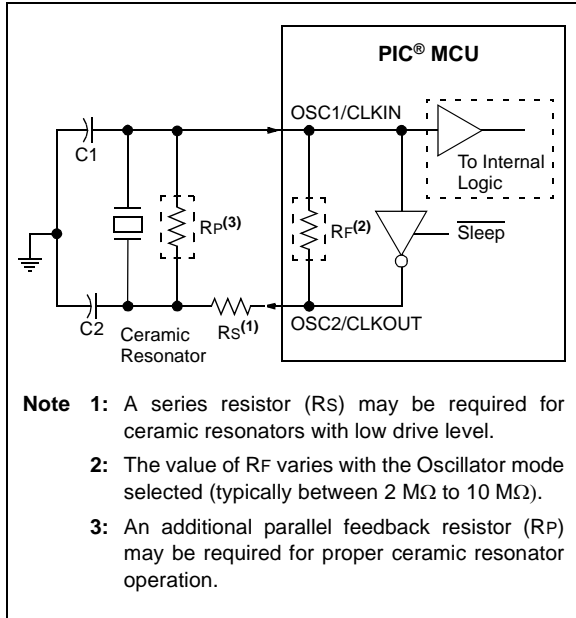 PIC® MCU
OSC1/CLKIN
C1
To Internal
Logic
RP(3)
RF(2)
Sleep
C2
Ceramic
Resonator
RS(1)
OSC2/CLKOUT
Note 1: A series resistor (RS) may be required for
ceramic resonators with low drive level.
2: The value of RF varies with the Oscillator mode
selected (typically between 2 MΩ to 10 MΩ).
3: An additional parallel feedback resistor (RP)
may be required for proper ceramic resonator
operation.